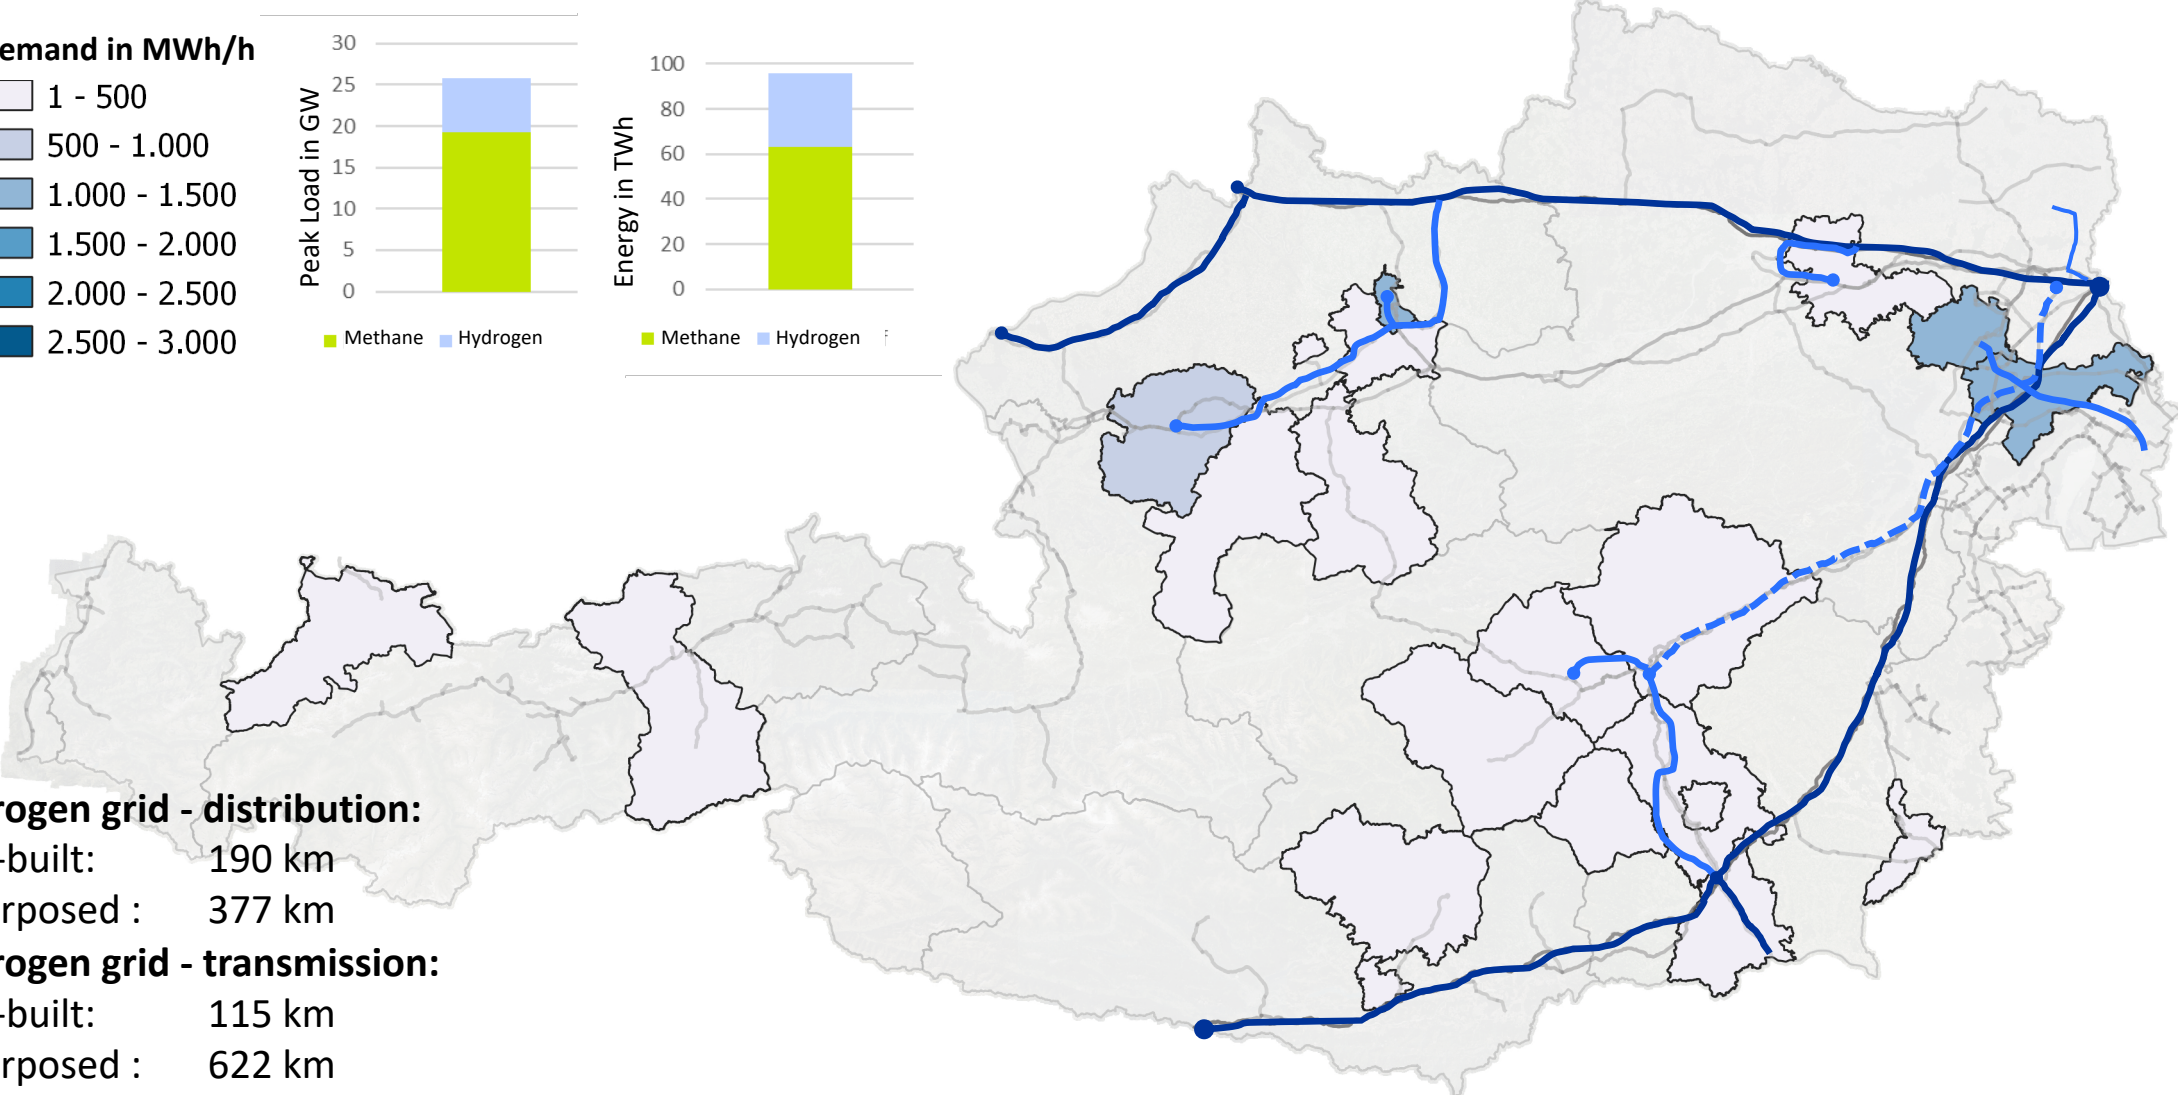 emand in MWh/h
1 - 500
500 - 1.000
1.000 - 1.500
1.500 - 2.000
2.000 - 2.500
2.500 - 3.000
Peak Load in GW
30
25
20
15
10
5
0
Methane Hydrogen
Energy in TWh
100
80
60
40
20
0
Methane Hydrogen
rogen grid - distribution:
-built: 190 km
rposed : 377 km
rogen grid - transmission:
-built: 115 km
rposed : 622 km